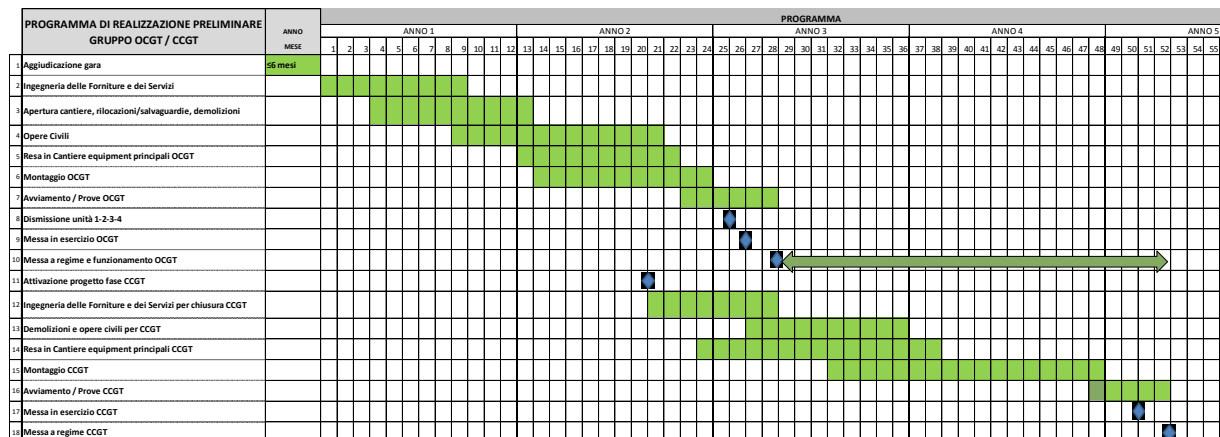 PROGRAMMA DI REALIZZAZIONE PRELIMINARE
GRUPPO OCGT / CCGT
ANNO
MESE
PROGRAMMA
ANNO 1 ANNO 2 ANNO 3 ANNO 4 ANNO 5
1 2 3 4 5 6 7 8 9 10 11 12 13 14 15 16 17 18 19 20 21 22 23 24 25 26 27 28 29 30 31 32 33 34 35 36 37 38 39 40 41 42 43 44 45 46 47 48 49 50 51 52 53 54 55
1 Aggiudicazione gara ≤6 mesi
2 Ingegneria delle Forniture e dei Servizi
3 Apertura cantiere, rilocazioni/salvaguardie, demolizioni
4 Opere Civili
5 Resa in Cantiere equipment principali OCGT
6 Montaggio OCGT
7 Avviamento / Prove OCGT
8 Dismissione unità 1-2-3-4
9 Messa in esercizio OCGT
10 Messa a regime e funzionamento OCGT
11 Attivazione progetto fase CCGT
12 Ingegneria delle Forniture e dei Servizi per chiusura CCGT
13 Demolizioni e opere civili per CCGT
14 Resa in Cantiere equipment principali CCGT
15 Montaggio CCGT
16 Avviamento / Prove CCGT
17 Messa in esercizio CCGT
18 Messa a regime CCGT